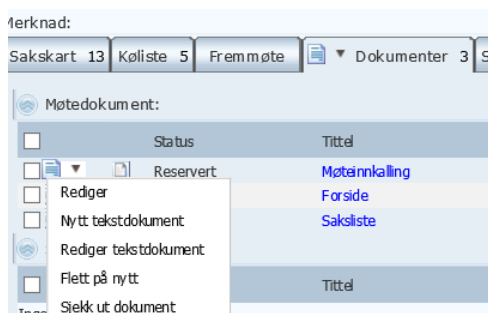 Merknad:
Sakskart 13 Køliste 5 Fremmøte Dokumenter 3 S
Møtedokument:
Status Tittel
Reservert Møteinnkalling
Rediger Forside
Nytt tekstdokument Saksliste
Rediger tekstdokument
Flett på nytt Tittel
Sjekk ut dokument